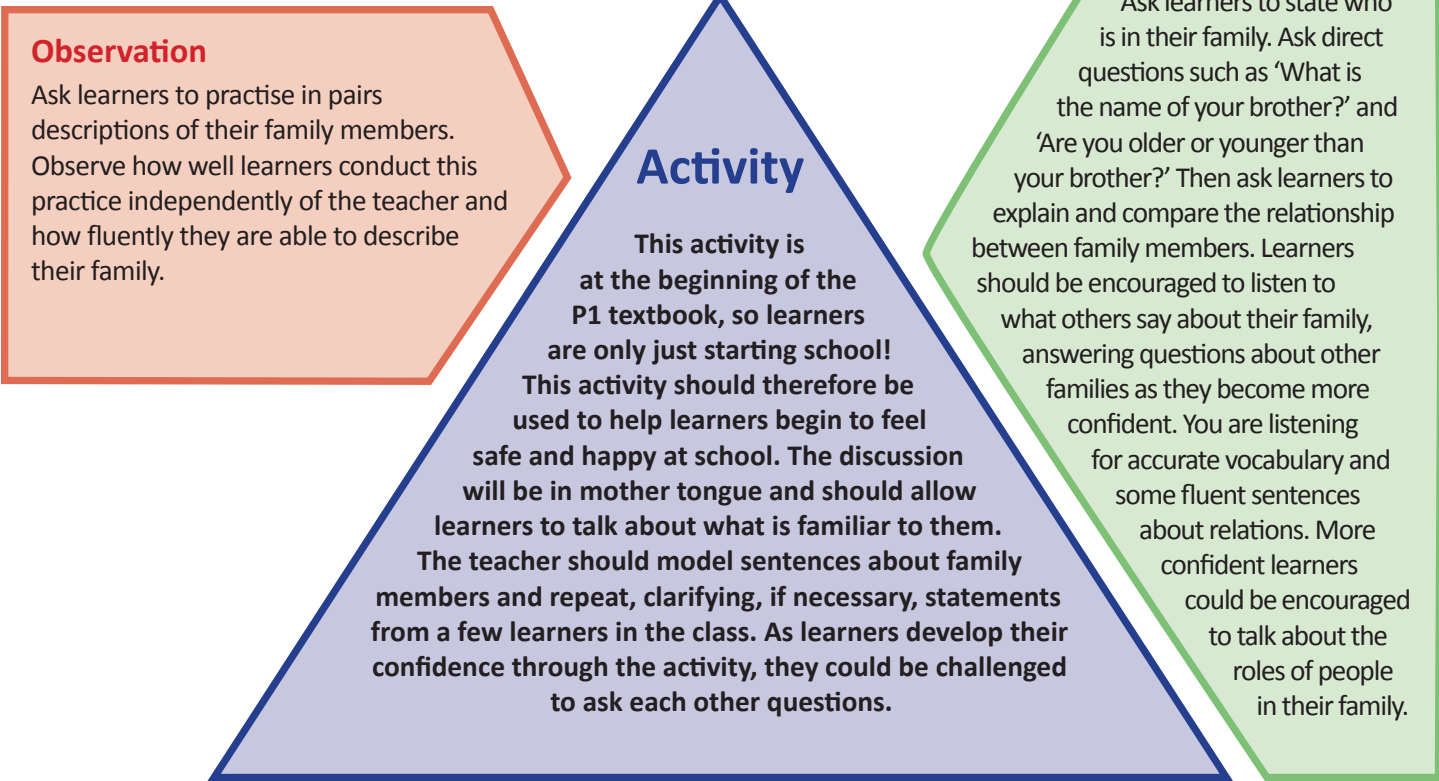 Observation
Ask learners to practise in pairs
descriptions of their family members.
Observe how well learners conduct this
practice independently of the teacher and
how fluently they are able to describe
their family.
Activity
This activity is
at the beginning of the
P1 textbook, so learners
are only just starting school!
This activity should therefore be
used to help learners begin to feel
safe and happy at school. The discussion
will be in mother tongue and should allow
learners to talk about what is familiar to them.
The teacher should model sentences about family
members and repeat, clarifying, if necessary, statements
from a few learners in the class. As learners develop their
confidence through the activity, they could be challenged
to ask each other questions.
Ask learners to state who
is in their family. Ask direct
questions such as ‘What is
the name of your brother?’ and
‘Are you older or younger than
your brother?’ Then ask learners to
explain and compare the relationship
between family members. Learners
should be encouraged to listen to
what others say about their family,
answering questions about other
families as they become more
confident. You are listening
for accurate vocabulary and
some fluent sentences
about relations. More
confident learners
could be encouraged
to talk about the
roles of people
in their family.